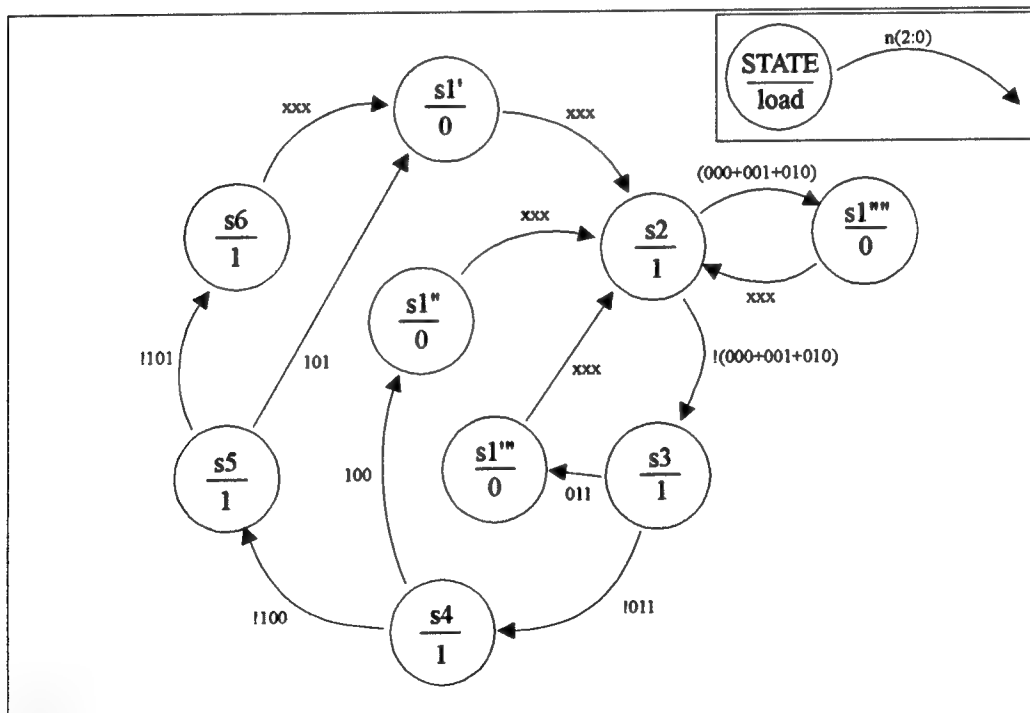 STATE
load
n(2:0)
s1'
0
xxx
xxx
s6
1
s1''
0
xxx
s2
1
(000+001+010)
s1''''
0
xxx
!101
101
xxx
!(000+001+010)
s5
1
100
s1'''
0
011
s3
1
!100
s4
1
!011